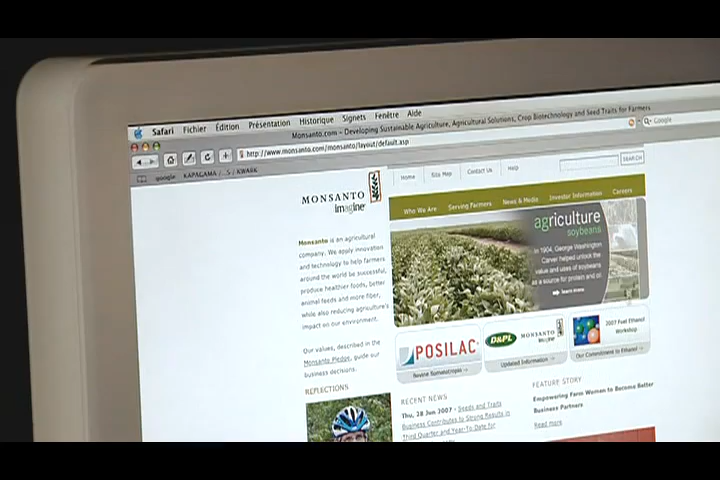 Safari Fichier Édition Présentation Historique Signets Fenêtre Aide
Monsanto.com – Developing Sustainable Agriculture, Agricultural Solutions, Crop Biotechnology and Seed Traits for Farmers
http://www.monsanto.com/monsanto/layout/default.asp
Google
google KAPAGAMA / ...S / KWARK
Home Site Map Contact Us Help
SEARCH
MONSANTO
imagine
Who We Are Serving Farmers News & Media Investor Information Careers
Monsanto is an agricultural
company. We apply innovation
and technology to help farmers
around the world be successful,
produce healthier foods, better
animal feeds and more fiber,
while also reducing agriculture's
impact on our environment.
Our values, described in the
Monsanto Pledge, guide our
business decisions.
REFLECTIONS
agriculture
soybeans
In 1904, George Washington
Carver helped unlock the
value and uses of soybeans
as a source for protein and oil
learn more
POSILAC
Bovine Somatotropin
D&PL MONSANTO
imagine
Updated Information
2007 Fuel Ethanol
Workshop
Our Commitment to Ethanol
RECENT NEWS
Thu, 28 Jun 2007 - Seeds and Traits
Business Contributes to Strong Results in
Third Quarter and Year-To-Date for
FEATURE STORY
Empowering Farm Women to Become Better
Business Partners
Read more